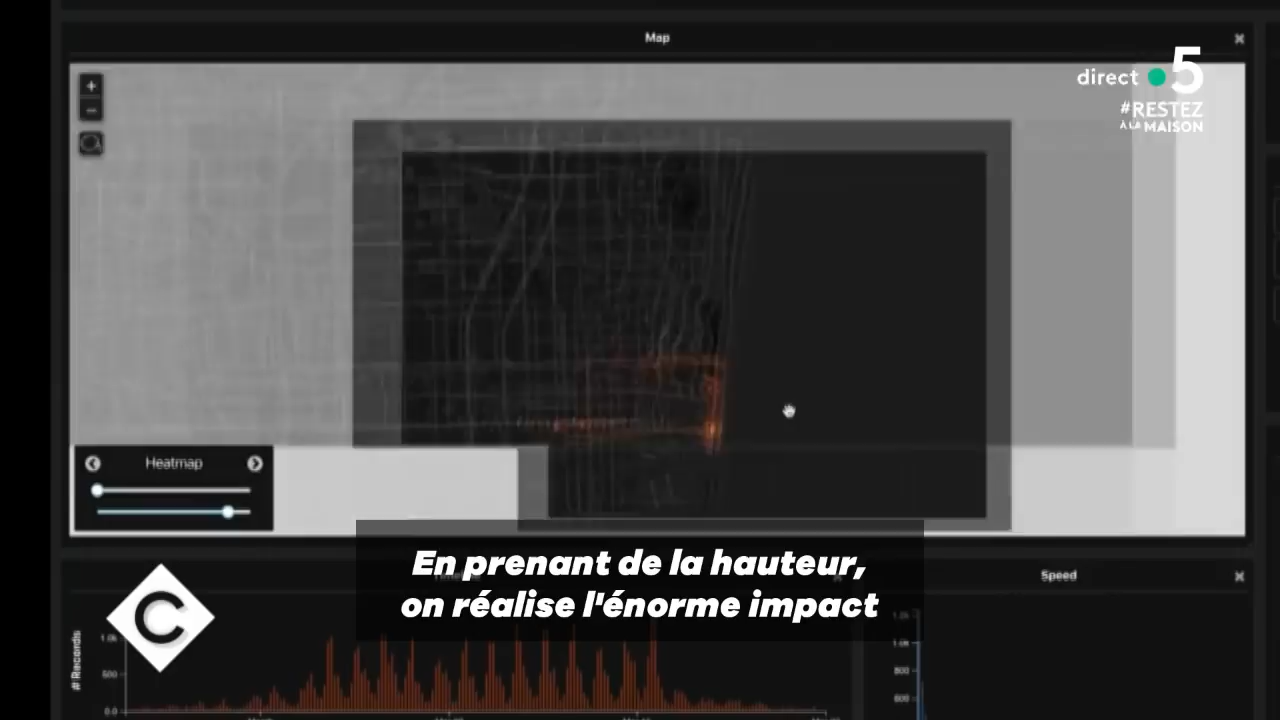 Map
direct 5
#RESTEZ
À LA MAISON
+
−
Heatmap
En prenant de la hauteur,
on réalise l'énorme impact
Speed
C
# Records
1.0k
500
0.0
1.0k
800
600